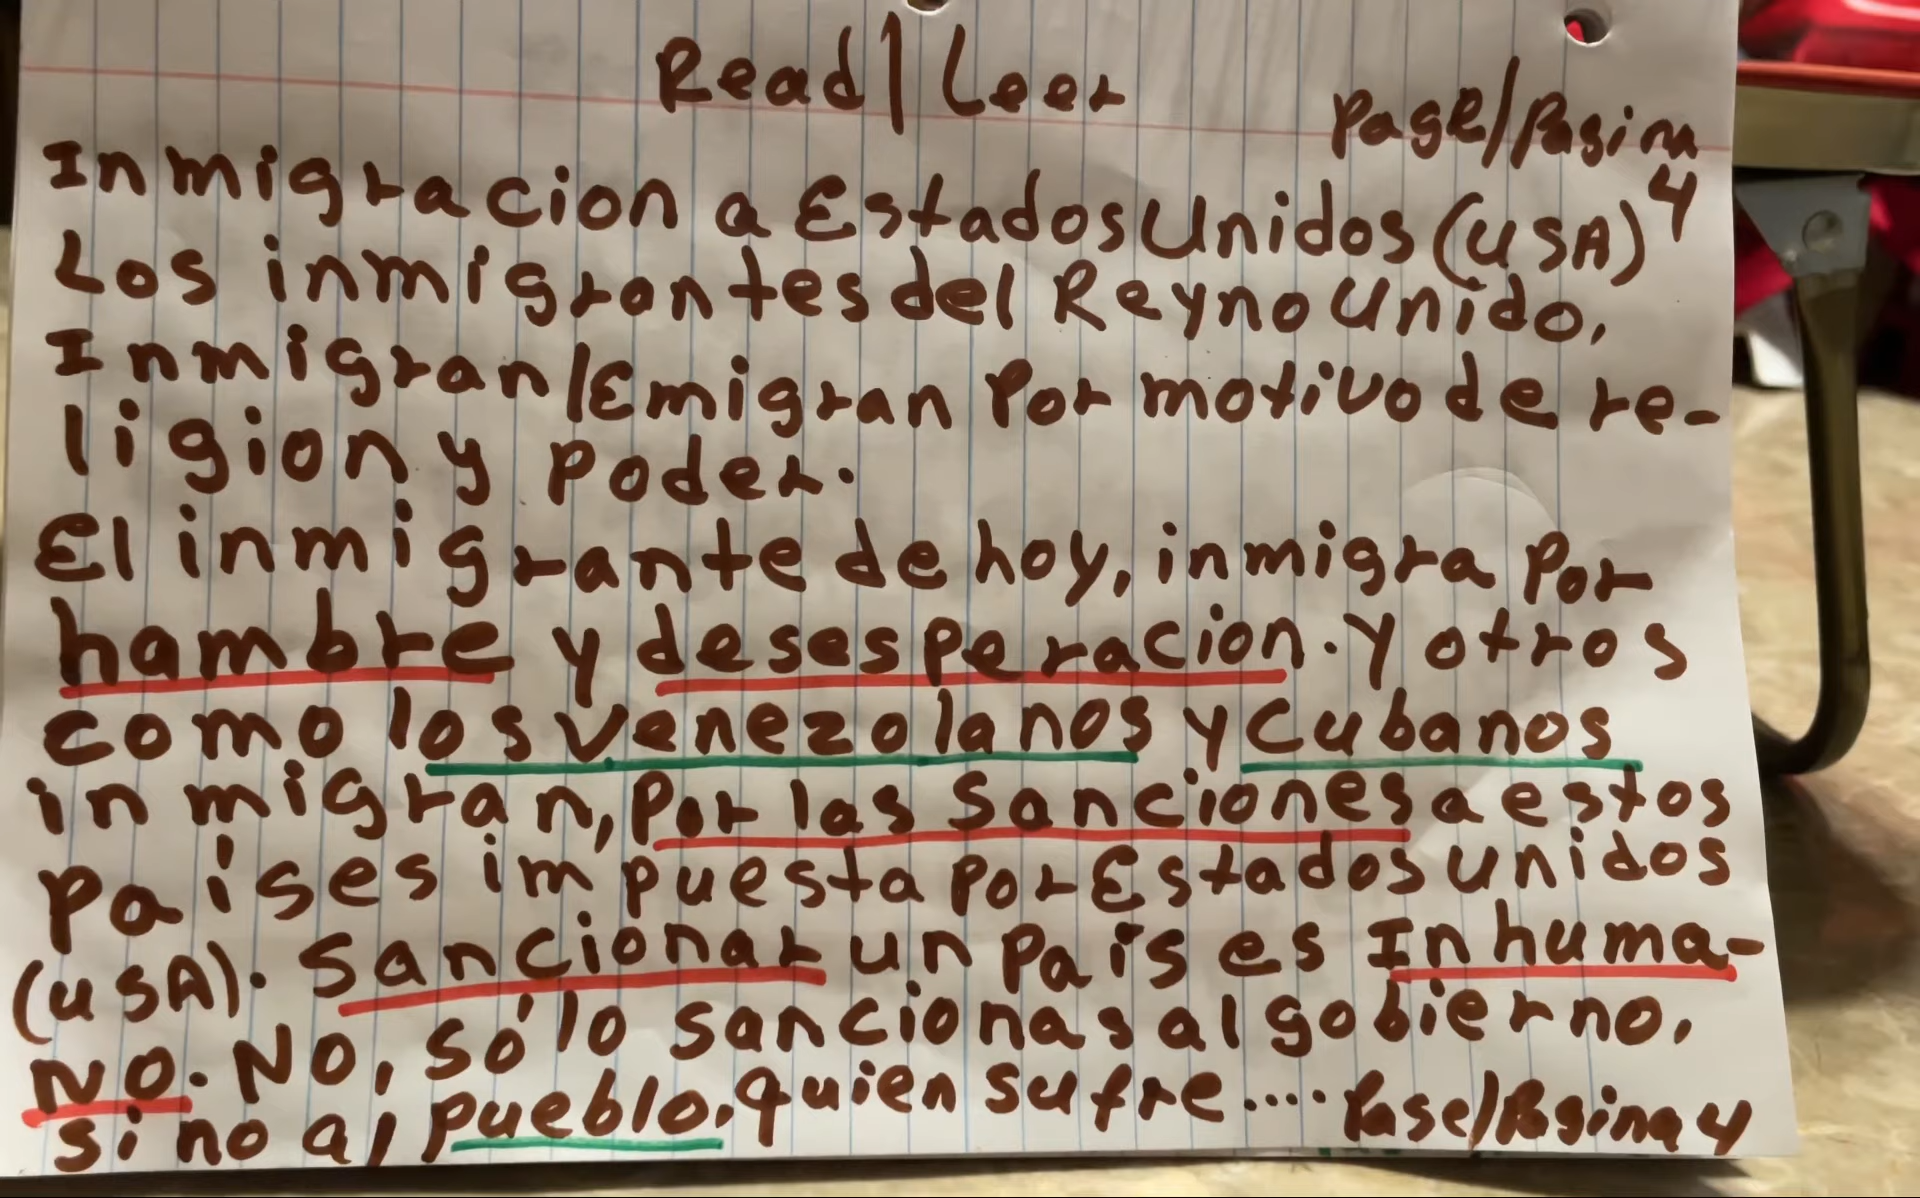 Read/Leer
Page/Pagina
4
Inmigracion a Estados Unidos (USA)
Los inmigrantes del Reyno Unido,
Inmigran/Emigran Por motivo de re-
ligion y Poder.
El inmigrante de hoy, inmigra Por
hambre y desesperacion. Y otros
como los venezolanos y Cubanos
inmigran, Por las Sanciones a estos
países impuesta Por Estados Unidos
(USA). Sancionar un País es Inhuma-
NO. NO, sólo sancionas al gobierno,
si no al pueblo. quien sufre.... Page/Pagina 4